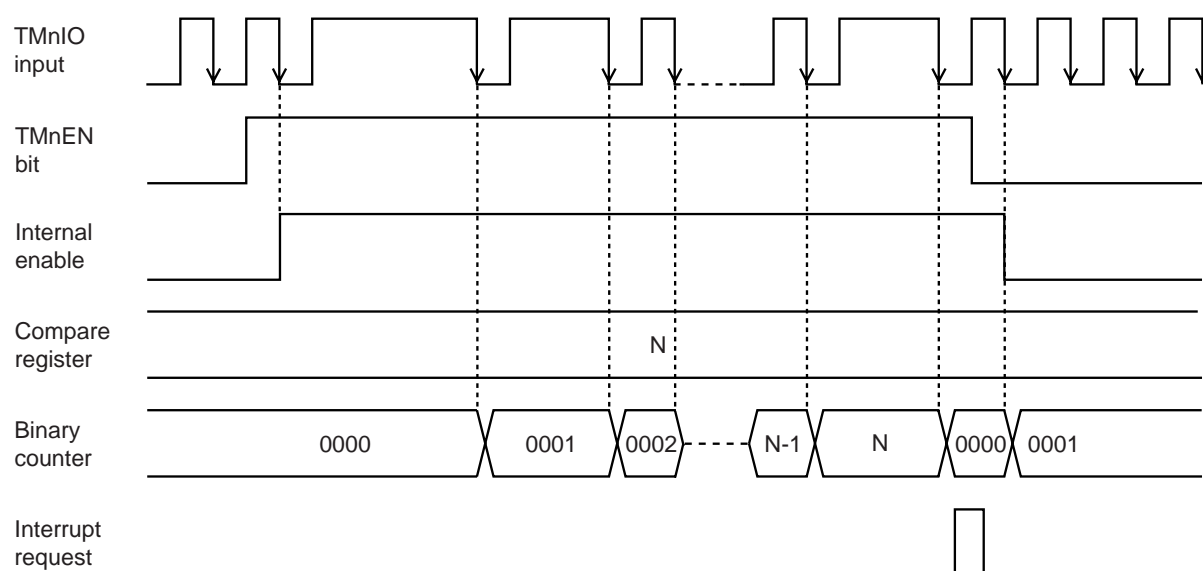 TMnIO
input
TMnEN
bit
Internal
enable
Compare
register
N
Binary
counter
0000 0001 0002 N-1 N 0000 0001
Interrupt
request